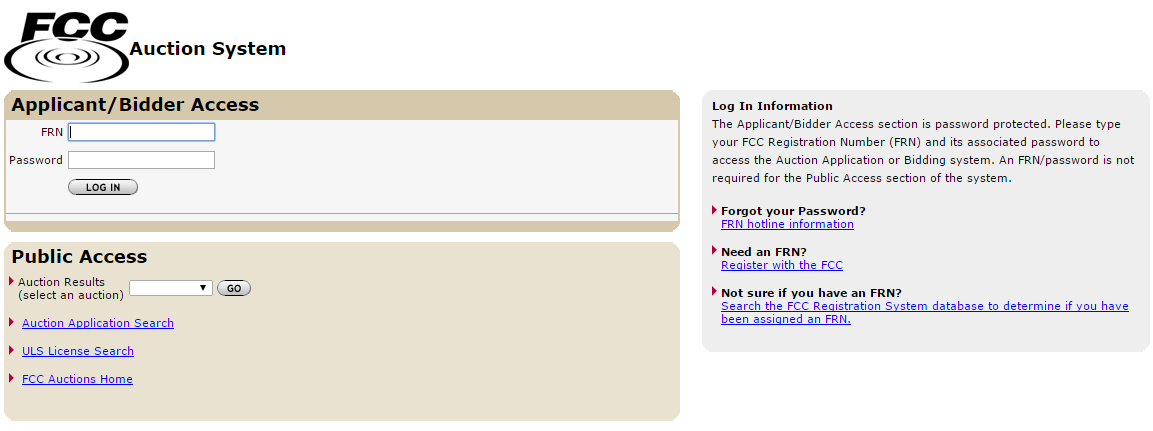 FCC
Auction System
Applicant/Bidder Access
FRN
Password
LOG IN
Public Access
Auction Results
(select an auction)
GO
Auction Application Search
ULS License Search
FCC Auctions Home
Log In Information
The Applicant/Bidder Access section is password protected. Please type
your FCC Registration Number (FRN) and its associated password to
access the Auction Application or Bidding system. An FRN/password is not
required for the Public Access section of the system.
Forgot your Password?
FRN hotline information
Need an FRN?
Register with the FCC
Not sure if you have an FRN?
Search the FCC Registration System database to determine if you have
been assigned an FRN.